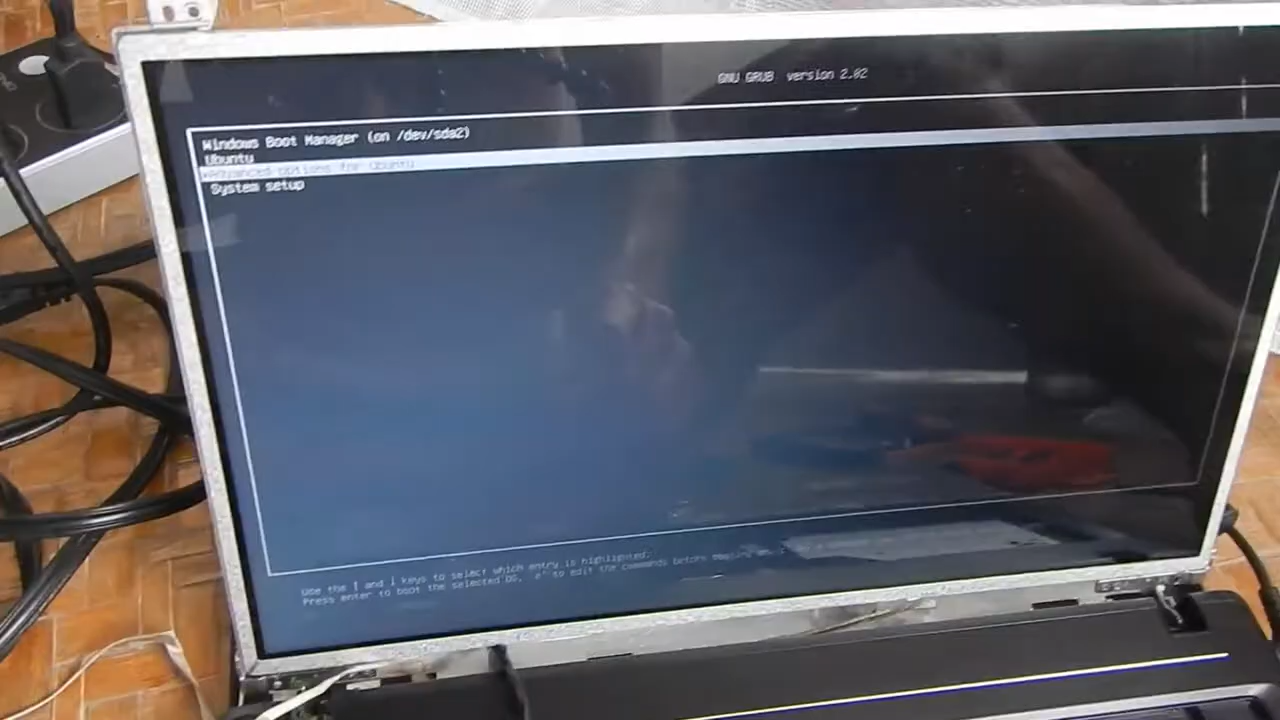 GNU GRUB version 2.02
Windows Boot Manager (on /dev/sda2)
Ubuntu
*Advanced options for Ubuntu
System setup
Use the ↑ and ↓ keys to select which entry is highlighted.
Press enter to boot the selected OS, `e' to edit the commands before booting or